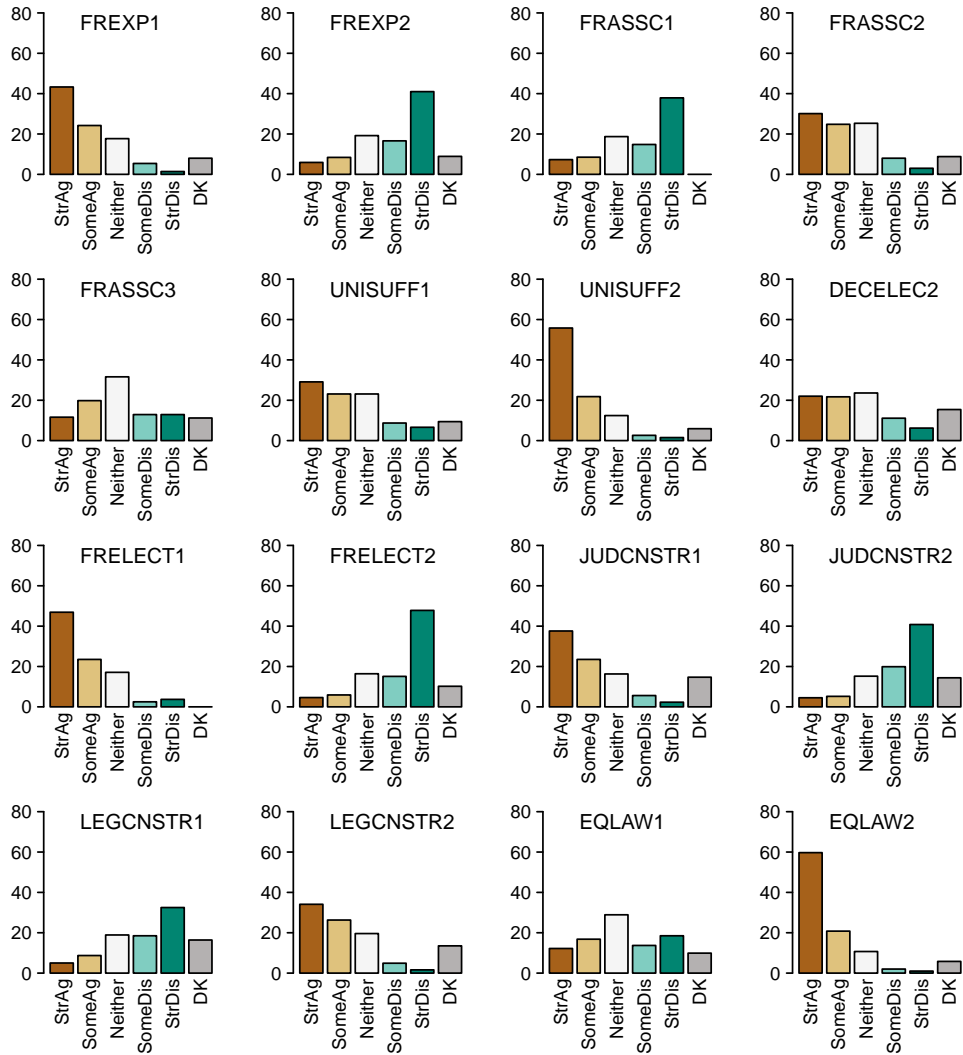 FREXP1
80
60
40
20
0
StrAg
SomeAg
Neither
SomeDis
StrDis
DK
FREXP2
80
60
40
20
0
StrAg
SomeAg
Neither
SomeDis
StrDis
DK
FRASSC1
80
60
40
20
0
StrAg
SomeAg
Neither
SomeDis
StrDis
DK
FRASSC2
80
60
40
20
0
StrAg
SomeAg
Neither
SomeDis
StrDis
DK
FRASSC3
80
60
40
20
0
StrAg
SomeAg
Neither
SomeDis
StrDis
DK
UNISUFF1
80
60
40
20
0
StrAg
SomeAg
Neither
SomeDis
StrDis
DK
UNISUFF2
80
60
40
20
0
StrAg
SomeAg
Neither
SomeDis
StrDis
DK
DECELEC2
80
60
40
20
0
StrAg
SomeAg
Neither
SomeDis
StrDis
DK
FRELECT1
80
60
40
20
0
StrAg
SomeAg
Neither
SomeDis
StrDis
DK
FRELECT2
80
60
40
20
0
StrAg
SomeAg
Neither
SomeDis
StrDis
DK
JUDCNSTR1
80
60
40
20
0
StrAg
SomeAg
Neither
SomeDis
StrDis
DK
JUDCNSTR2
80
60
40
20
0
StrAg
SomeAg
Neither
SomeDis
StrDis
DK
LEGCNSTR1
80
60
40
20
0
StrAg
SomeAg
Neither
SomeDis
StrDis
DK
LEGCNSTR2
80
60
40
20
0
StrAg
SomeAg
Neither
SomeDis
StrDis
DK
EQLAW1
80
60
40
20
0
StrAg
SomeAg
Neither
SomeDis
StrDis
DK
EQLAW2
80
60
40
20
0
StrAg
SomeAg
Neither
SomeDis
StrDis
DK